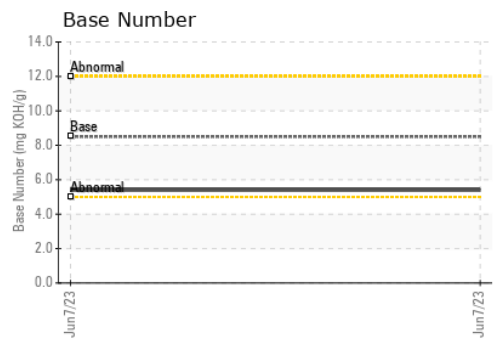 Base Number
14.0
Abnormal
12.0
10.0
Base
8.0
6.0
Abnormal
4.0
2.0
0.0
Base Number (mg KOH/g)
Jun7/23
Jun7/23